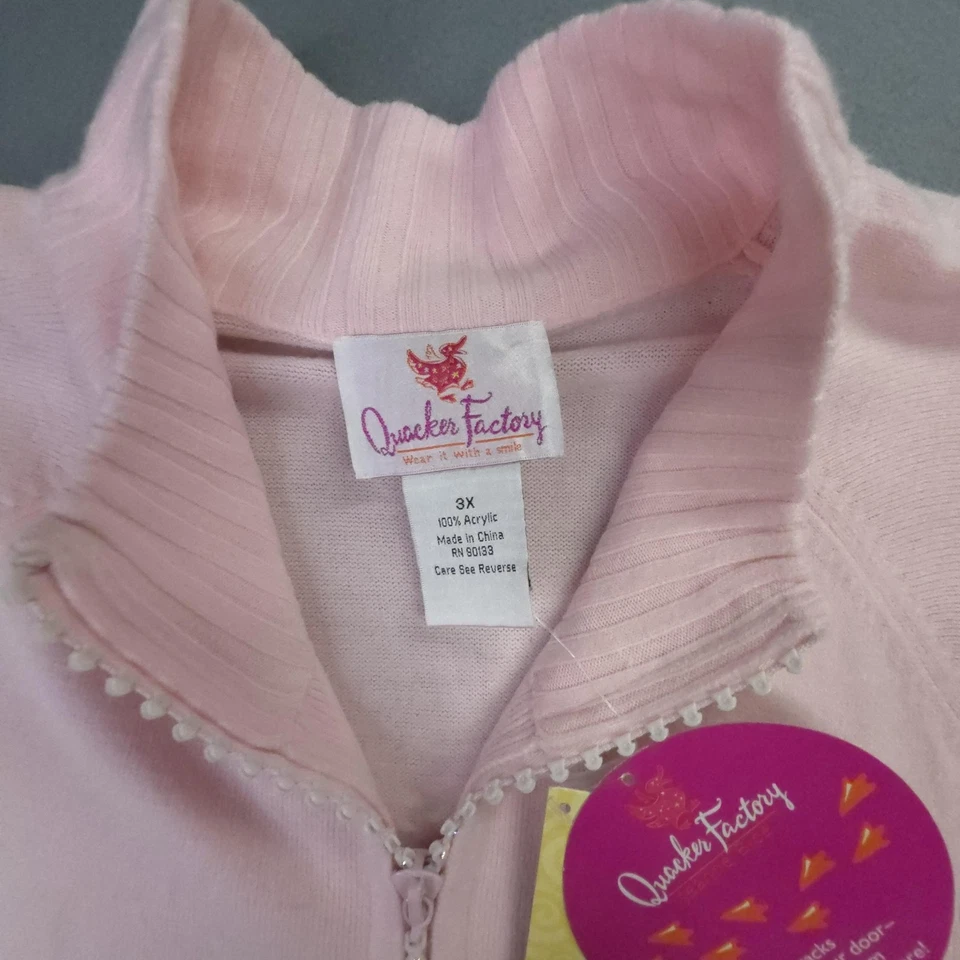 Quacker Factory
Wear it with a smile
3X
100% Acrylic
Made in China
RN 90133
Care See Reverse
Quacker Factory
door—